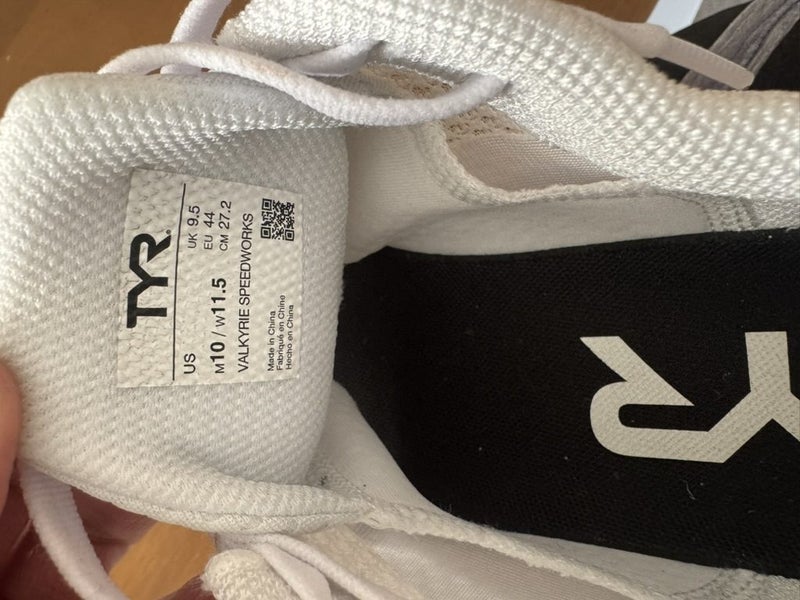 TYR
US
UK 9.5
M10 / W11.5
EU 44
CM 27.2
VALKYRIE SPEEDWORKS
Made in China
Fabriqué en Chine
Hecho en China
YR